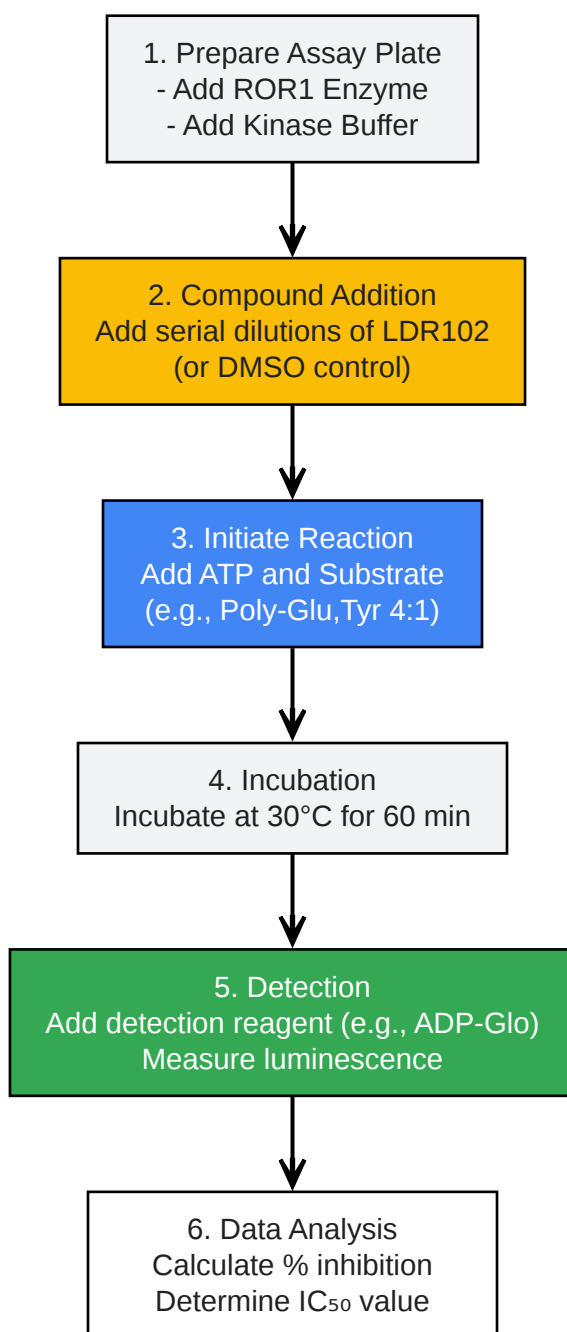 1. Prepare Assay Plate
- Add ROR1 Enzyme
- Add Kinase Buffer
2. Compound Addition
Add serial dilutions of LDR102
(or DMSO control)
3. Initiate Reaction
Add ATP and Substrate
(e.g., Poly-Glu,Tyr 4:1)
4. Incubation
Incubate at 30°C for 60 min
5. Detection
Add detection reagent (e.g., ADP-Glo)
Measure luminescence
6. Data Analysis
Calculate % inhibition
Determine IC₅₀ value